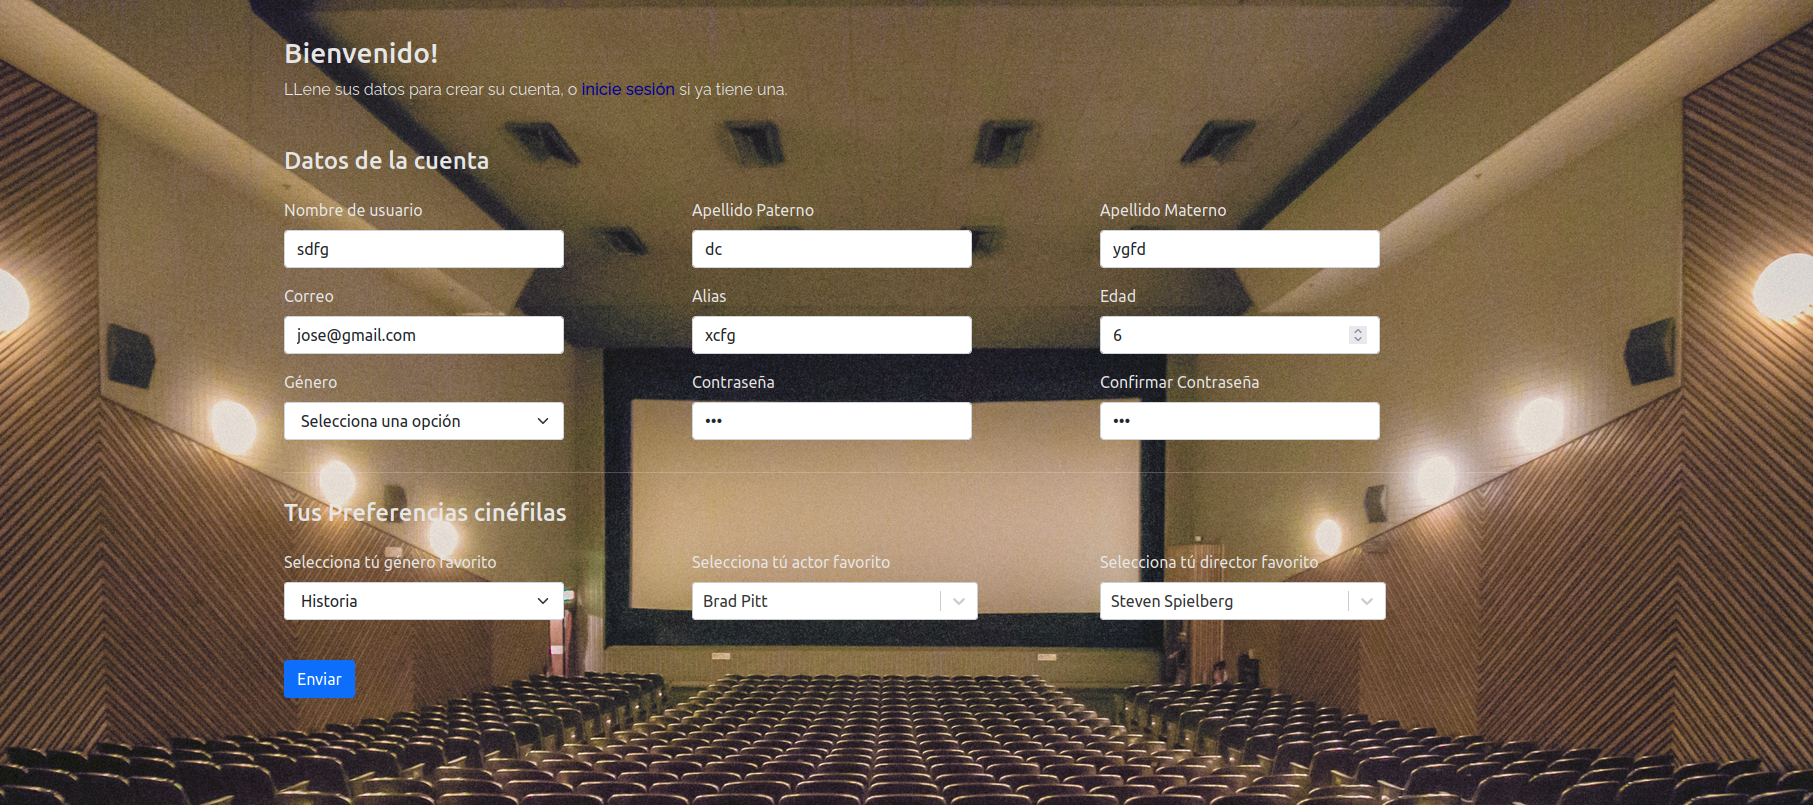 Bienvenido!
LLene sus datos para crear su cuenta, o inicie sesión si ya tiene una.
Datos de la cuenta
Nombre de usuario Apellido Paterno Apellido Materno
sdfg dc ygfd
Correo Alias Edad
jose@gmail.com xcfg 6
Género Contraseña Confirmar Contraseña
Selecciona una opción ••• •••
Tus Preferencias cinéfilas
Selecciona tú género favorito Selecciona tú actor favorito Selecciona tú director favorito
Historia Brad Pitt Steven Spielberg
Enviar